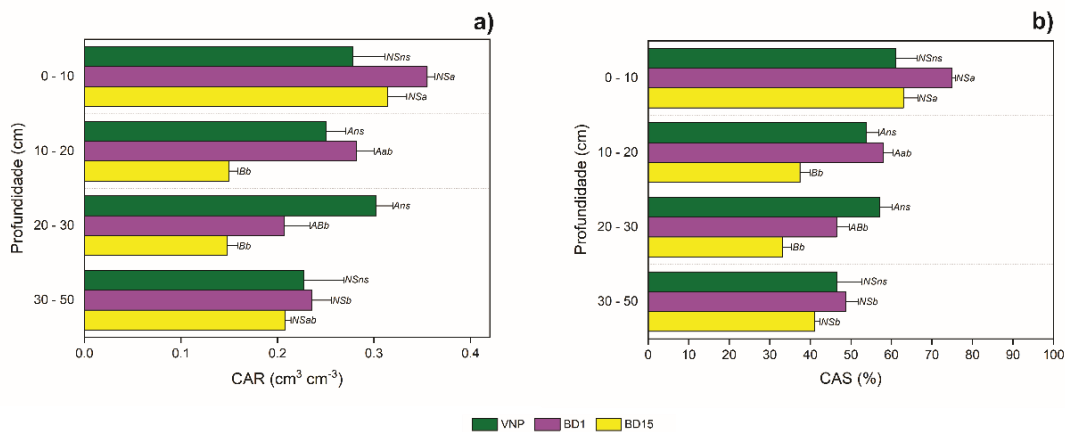 a)
Profundidade (cm)
0 - 10
NSns
NSa
NSa
10 - 20
Ans
Aab
Bb
20 - 30
Ans
ABb
Bb
30 - 50
NSns
NSb
NSab
0.0 0.1 0.2 0.3 0.4
CAR (cm³ cm⁻³)
b)
Profundidade (cm)
0 - 10
NSns
NSa
NSa
10 - 20
Ans
Aab
Bb
20 - 30
Ans
ABb
Bb
30 - 50
NSns
NSb
NSb
0 10 20 30 40 50 60 70 80 90 100
CAS (%)
VNP BD1 BD15